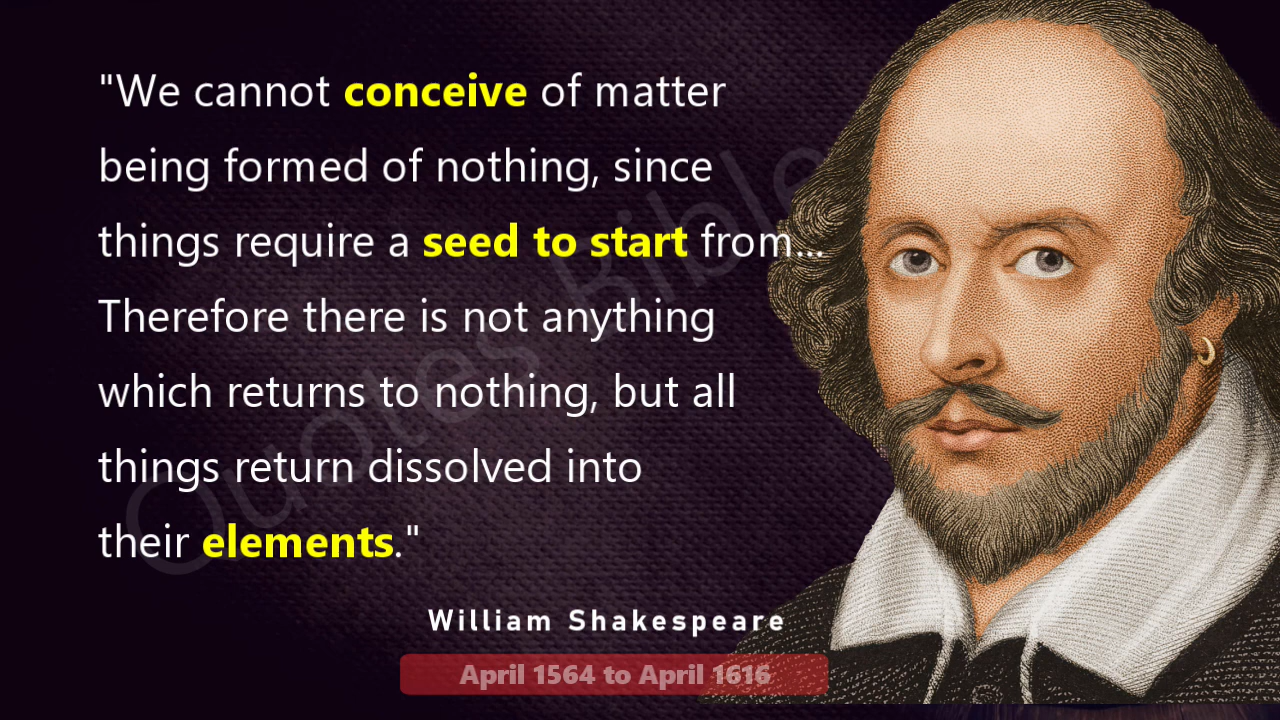 "We cannot conceive of matter
being formed of nothing, since
things require a seed to start from...
Therefore there is not anything
which returns to nothing, but all
things return dissolved into
their elements."
Quotes Bible
William Shakespeare
April 1564 to April 1616